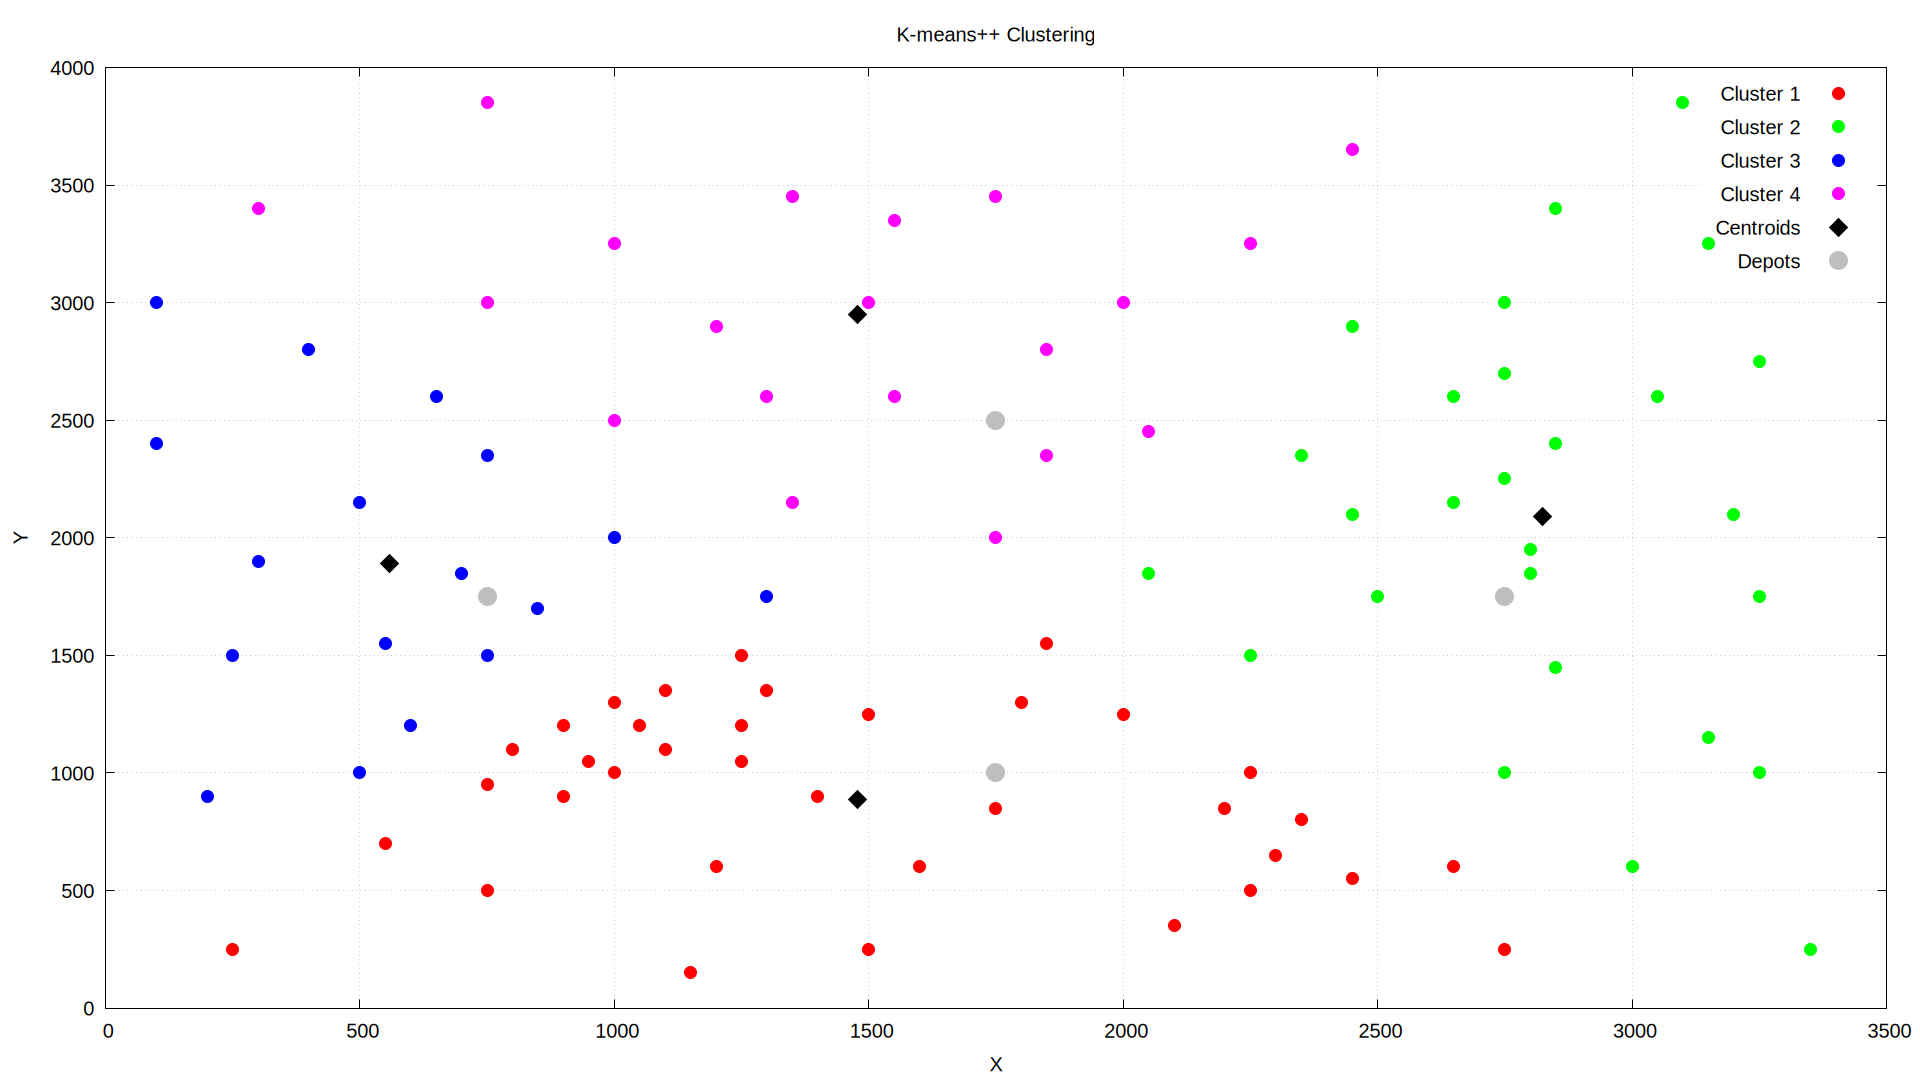 K-means++ Clustering
4000
3500
3000
2500
2000
1500
1000
500
0
Y
Cluster 1
Cluster 2
Cluster 3
Cluster 4
Centroids
Depots
0 500 1000 1500 2000 2500 3000 3500
X